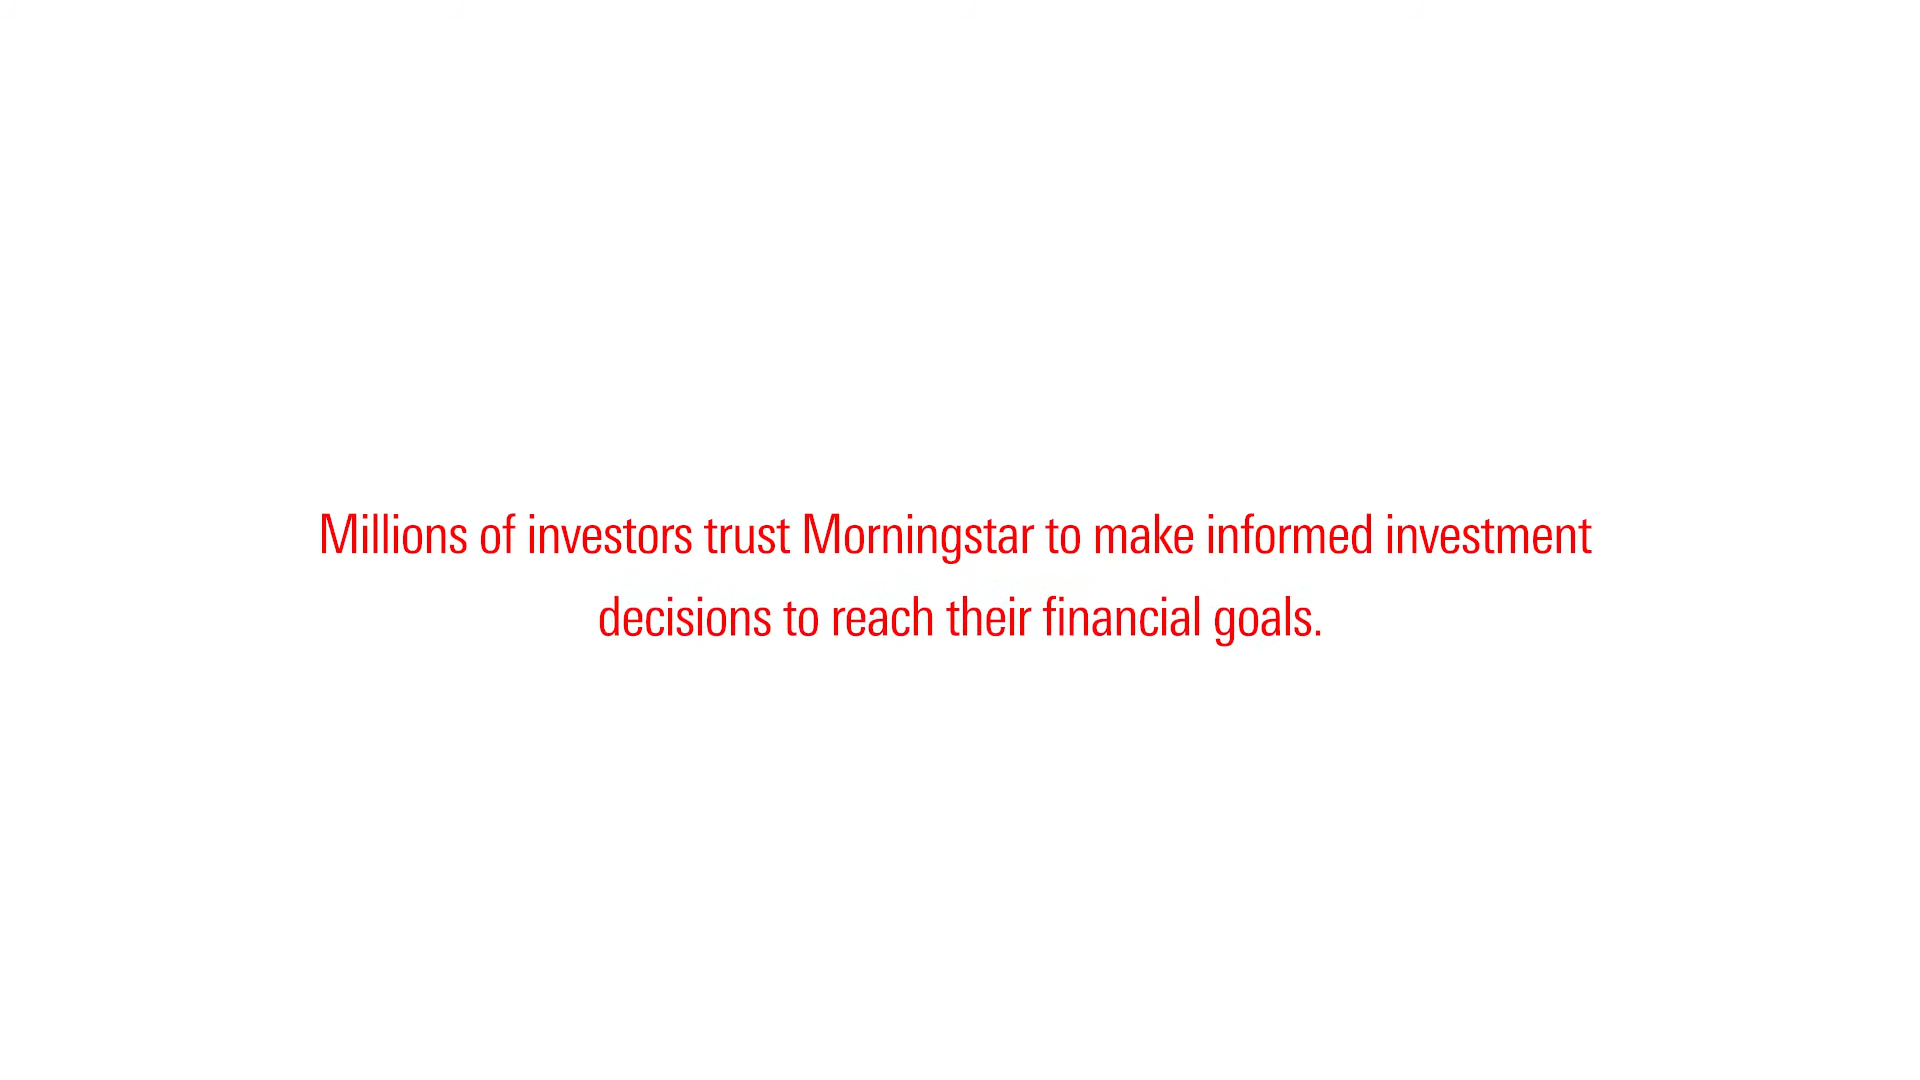 Millions of investors trust Morningstar to make informed investment
decisions to reach their financial goals.